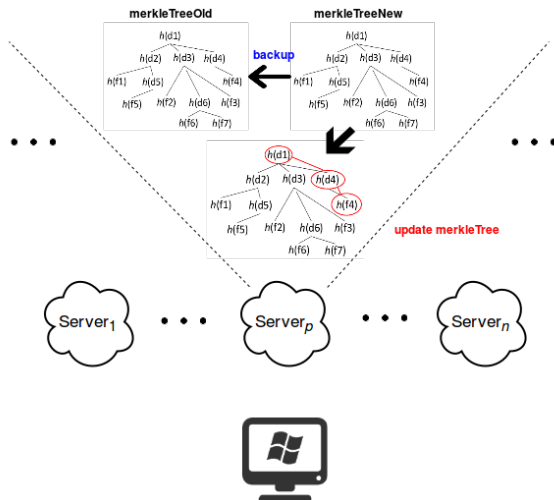 merkleTreeOld
merkleTreeNew
h(d1)
h(d2) h(d3) h(d4)
h(f1) h(d5) h(f4)
h(f5) h(f2) h(d6) h(f3)
h(f6) h(f7)
backup
h(d1)
h(d2) h(d3) h(d4)
h(f1) h(d5) h(f4)
h(f5) h(f2) h(d6) h(f3)
h(f6) h(f7)
h(d1)
h(d2) h(d3) h(d4)
h(f1) h(d5) h(f4)
h(f5) h(f2) h(d6) h(f3)
h(f6) h(f7)
update merkleTree
Server1
Serverp
Servern